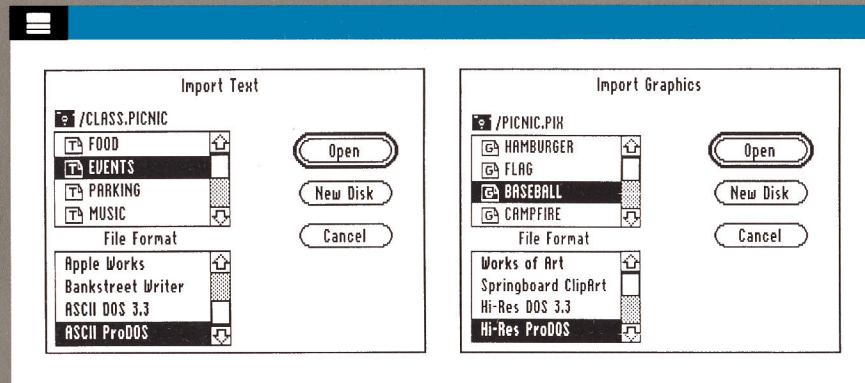 Import Text
/CLASS.PICNIC
FOOD
EVENTS
PARKING
MUSIC
Open
New Disk
Cancel
File Format
Apple Works
Bankstreet Writer
ASCII DOS 3.3
ASCII ProDOS
Import Graphics
/PICNIC.PIX
HAMBURGER
FLAG
BASEBALL
CAMPFIRE
Open
New Disk
Cancel
File Format
Works of Art
Springboard ClipArt
Hi-Res DOS 3.3
Hi-Res ProDOS